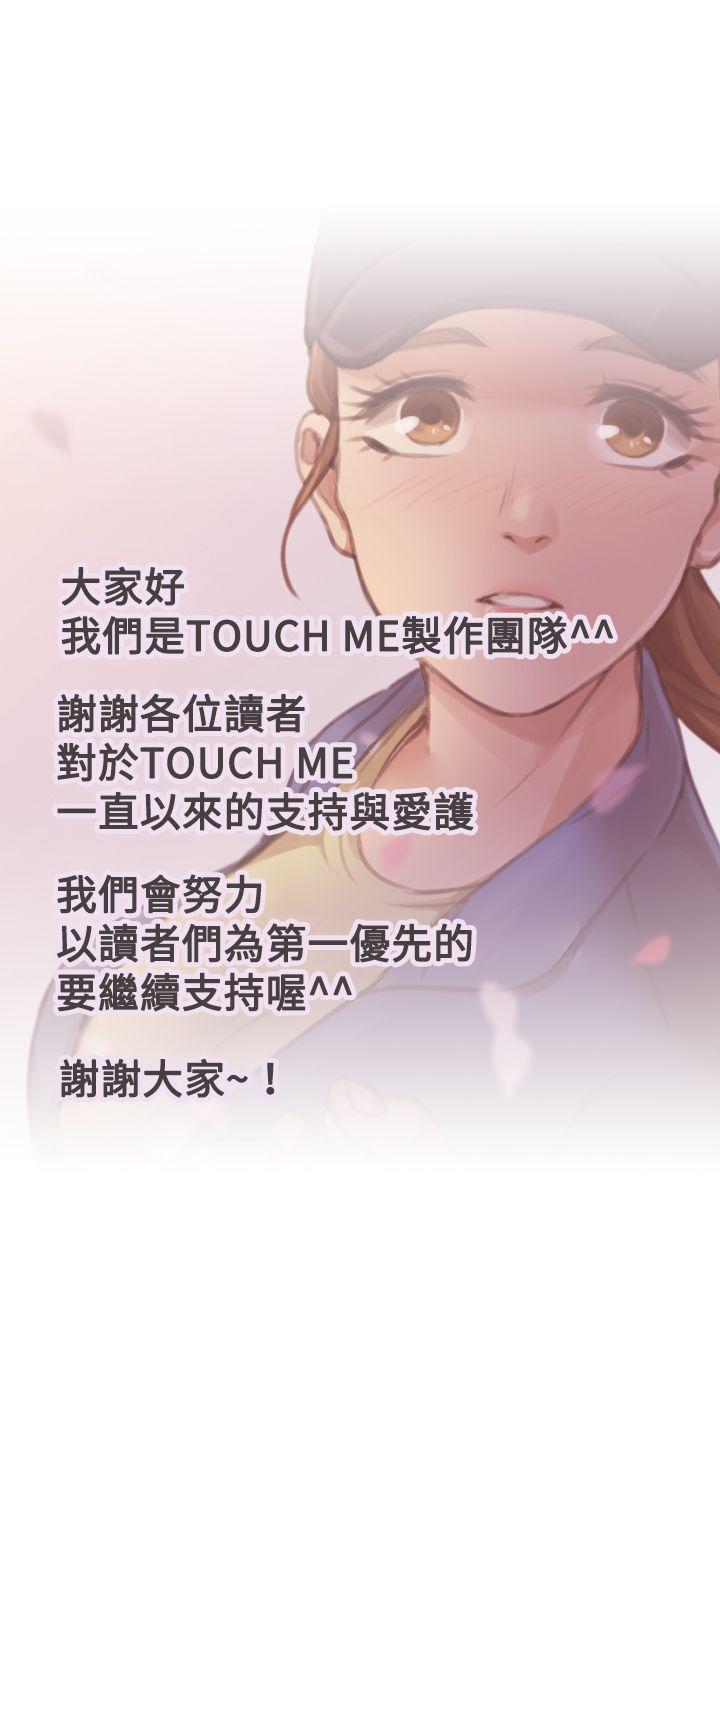 大家好
我們是TOUCH ME製作團隊^^
謝謝各位讀者
對於TOUCH ME
一直以來的支持與愛護
我們會努力
以讀者們為第一優先的
要繼續支持喔^^
謝謝大家~！